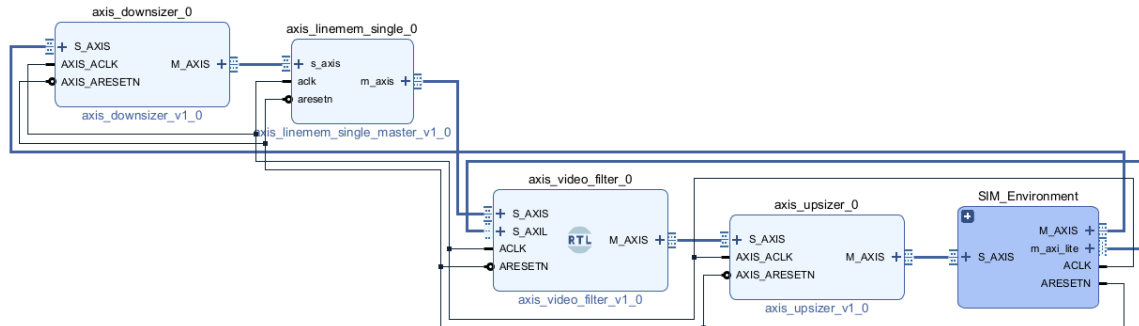 axis_downsizer_0
S_AXIS
AXIS_ACLK
AXIS_ARESETN
M_AXIS
axis_downsizer_v1_0
axis_linemem_single_0
s_axis
aclk
aresetn
m_axis
axis_linemem_single_master_v1_0
axis_video_filter_0
S_AXIS
S_AXIL
ACLK
ARESETN
RTL
M_AXIS
axis_video_filter_v1_0
axis_upsizer_0
S_AXIS
AXIS_ACLK
AXIS_ARESETN
M_AXIS
axis_upsizer_v1_0
SIM_Environment
S_AXIS
M_AXIS
m_axi_lite
ACLK
ARESETN